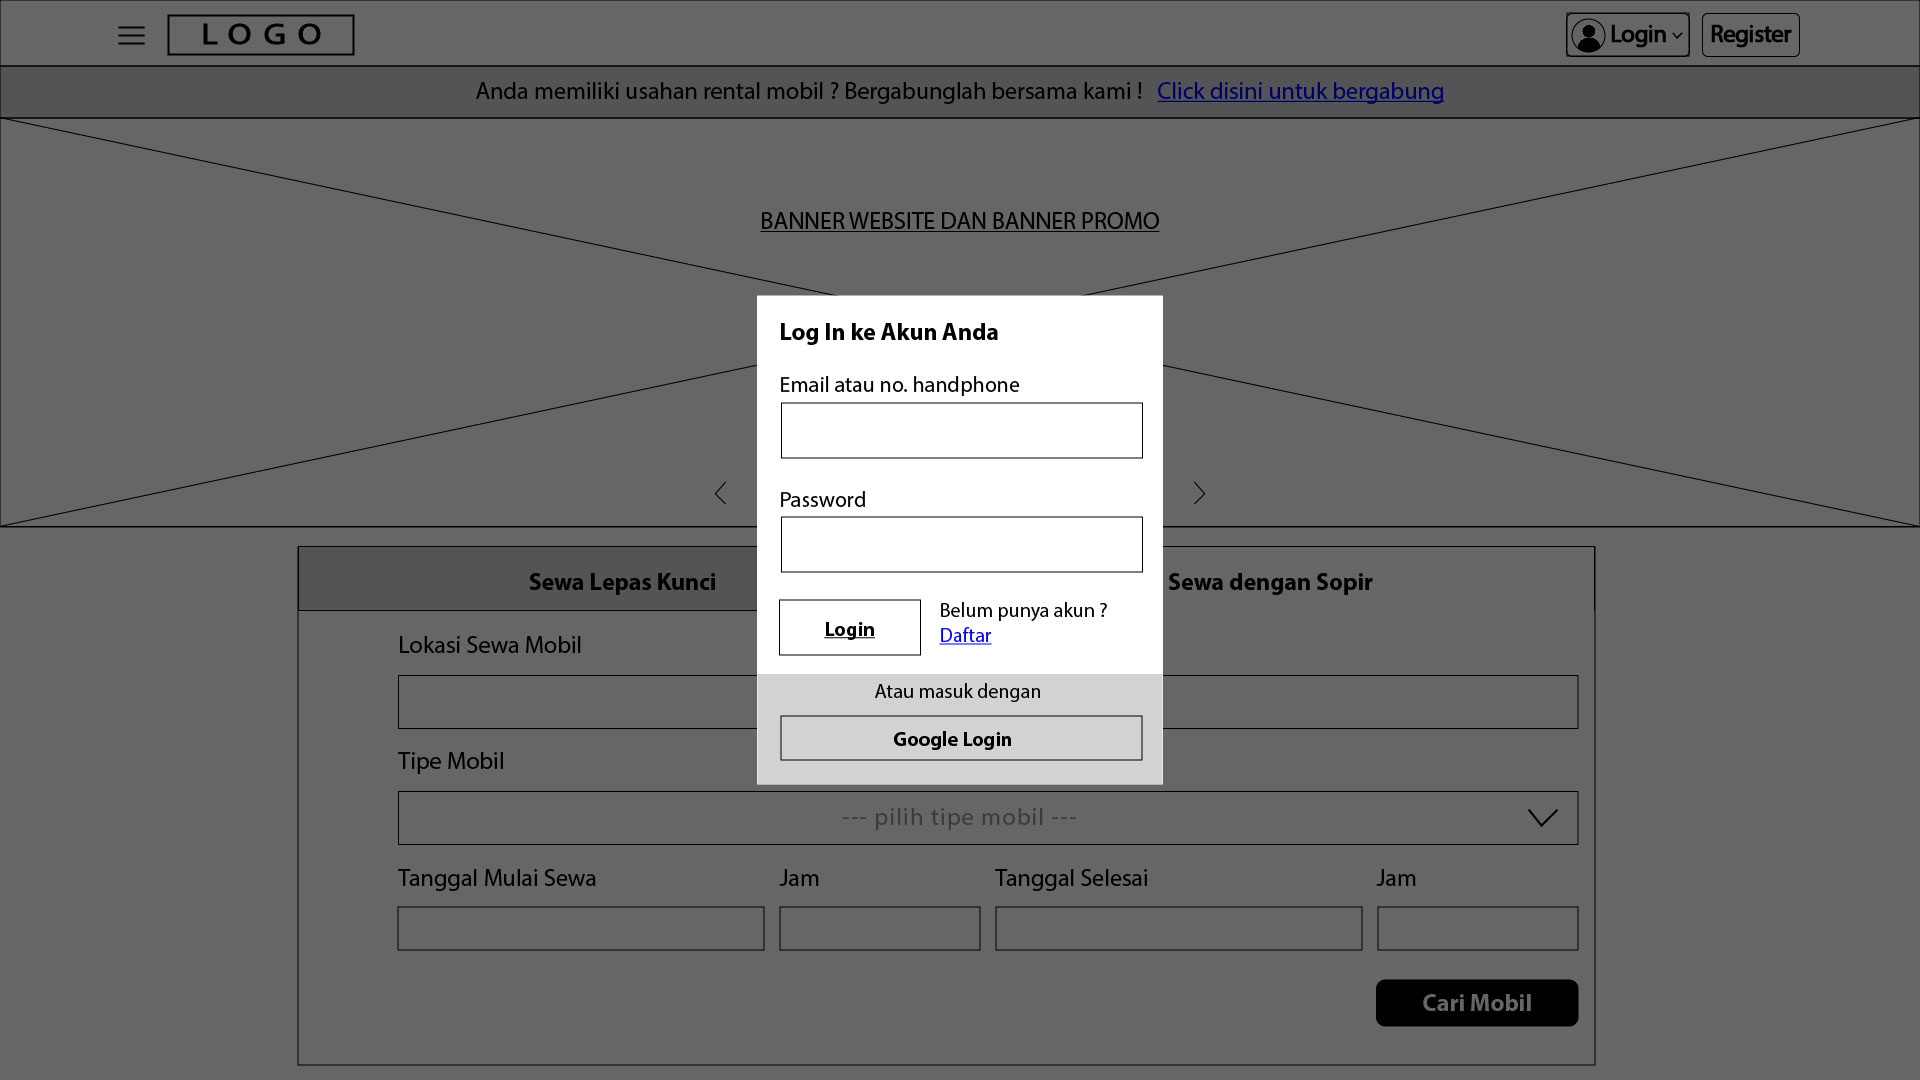 LOGO
Login
Register
Anda memiliki usahan rental mobil ? Bergabunglah bersama kami ! Click disini untuk bergabung
BANNER WEBSITE DAN BANNER PROMO
Log In ke Akun Anda
Email atau no. handphone
Password
Login
Belum punya akun ?
Daftar
Atau masuk dengan
Google Login
Sewa Lepas Kunci
Sewa dengan Sopir
Lokasi Sewa Mobil
Tipe Mobil
--- pilih tipe mobil ---
Tanggal Mulai Sewa
Jam
Tanggal Selesai
Jam
Cari Mobil